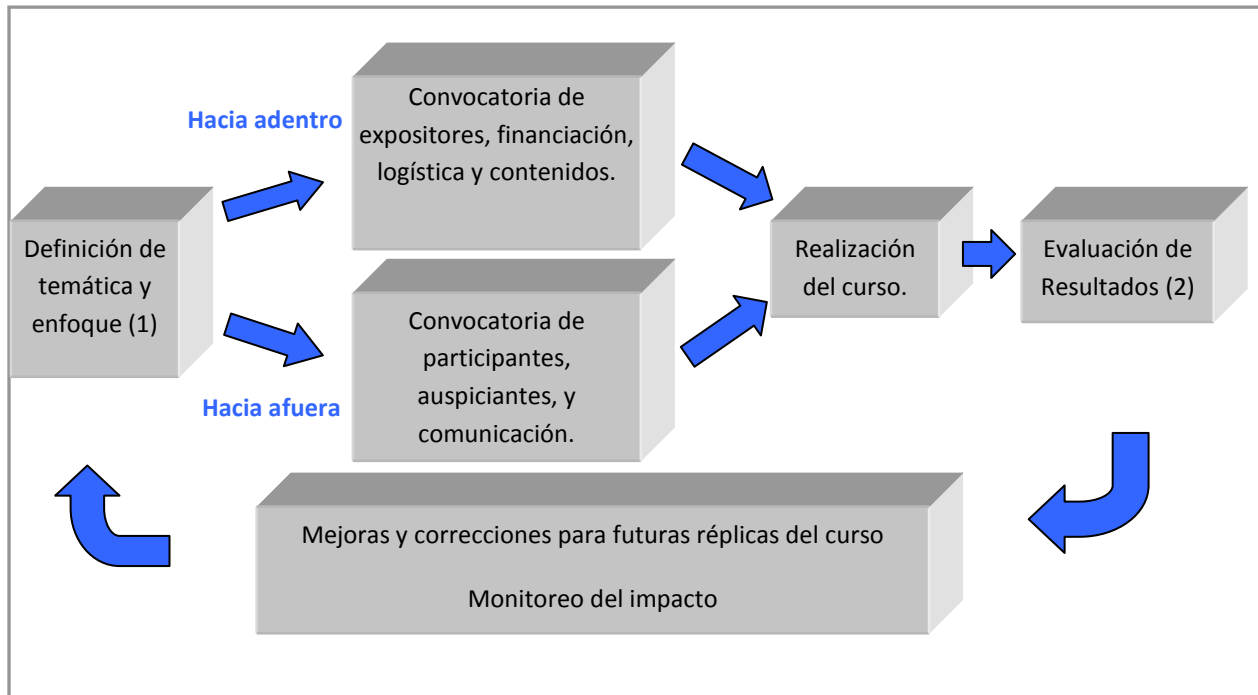 Hacia adentro
Convocatoria de
expositores, financiación,
logística y contenidos.
Definición de
temática y
enfoque (1)
Hacia afuera
Convocatoria de
participantes,
auspiciantes, y
comunicación.
Realización
del curso.
Evaluación de
Resultados (2)
Mejoras y correcciones para futuras réplicas del curso
Monitoreo del impacto